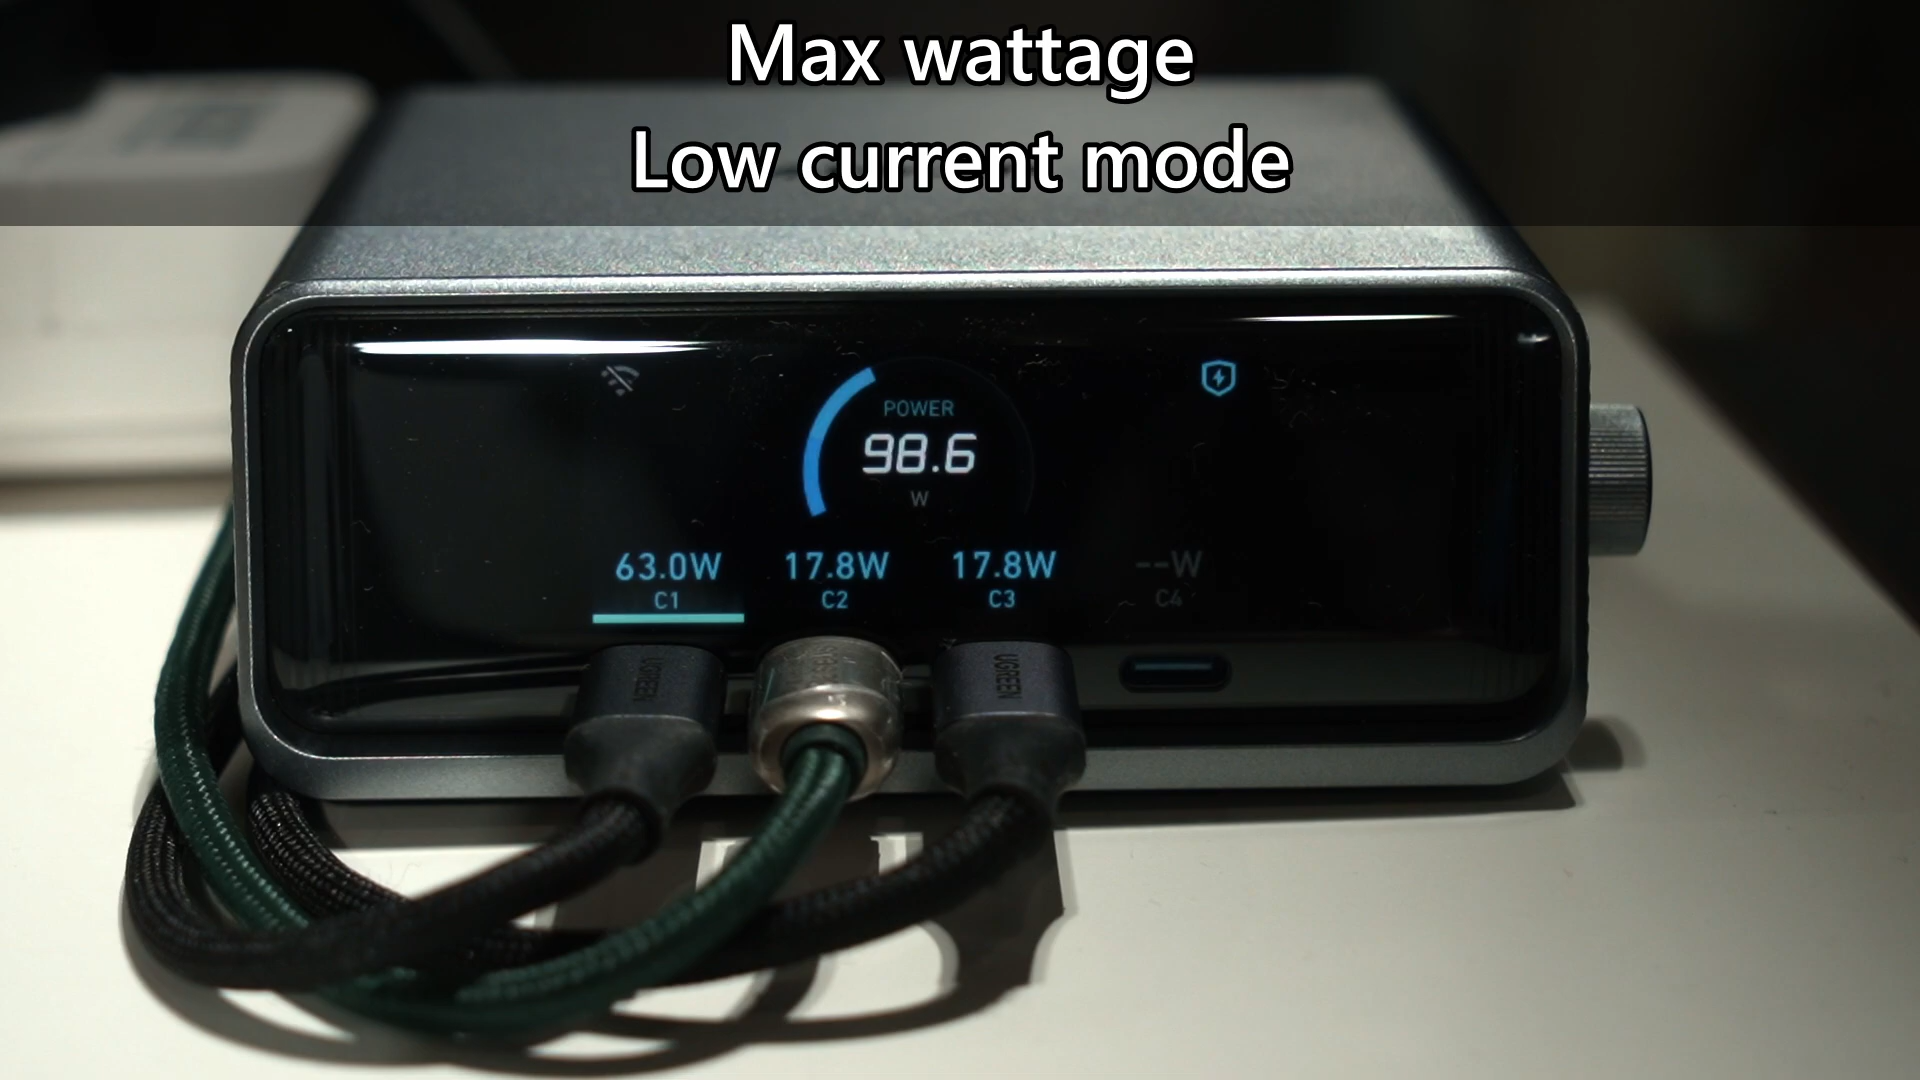 Max wattage
Low current mode
POWER
98.6
W
63.0W 17.8W 17.8W --W
C1 C2 C3 C4
UGREEN UGREEN